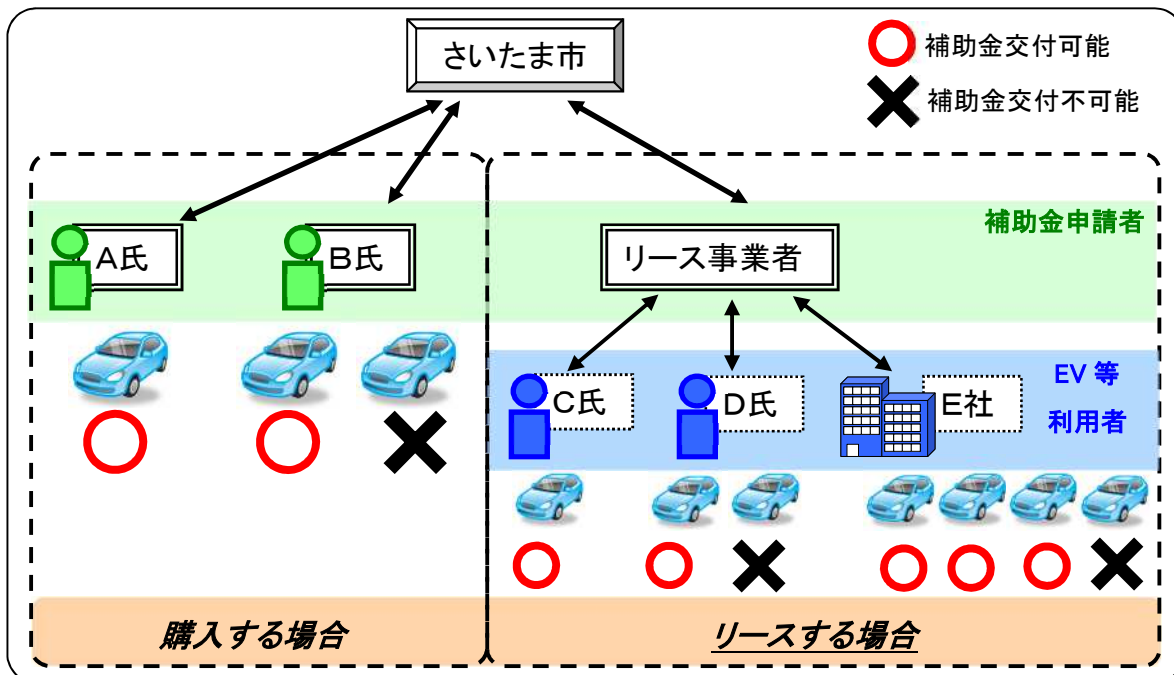 さいたま市
補助金交付可能
補助金交付不可能
補助金申請者
A氏
B氏
リース事業者
EV等
利用者
C氏
D氏
E社
購入する場合
リースする場合